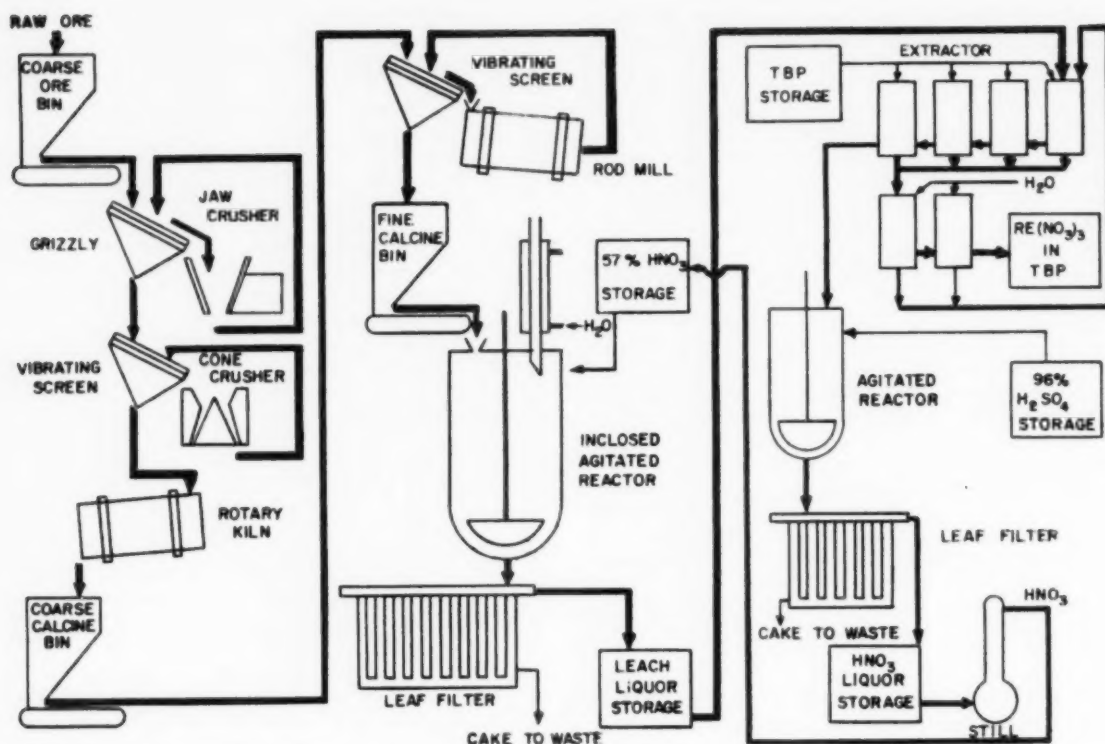 RAW ORE
COARSE
ORE
BIN
GRIZZLY
JAW
CRUSHER
VIBRATING
SCREEN
CONE
CRUSHER
ROTARY
KILN
COARSE
CALCINE
BIN
VIBRATING
SCREEN
ROD MILL
FINE
CALCINE
BIN
57 % HNO3
STORAGE
H2O
INCLOSED
AGITATED
REACTOR
LEAF FILTER
CAKE TO WASTE
LEACH
LIQUOR
STORAGE
EXTRACTOR
TBP
STORAGE
H2O
RE(NO3)3
IN
TBP
AGITATED
REACTOR
96%
H2SO4
STORAGE
LEAF FILTER
CAKE TO WASTE
HNO3
LIQUOR
STORAGE
HNO3
STILL